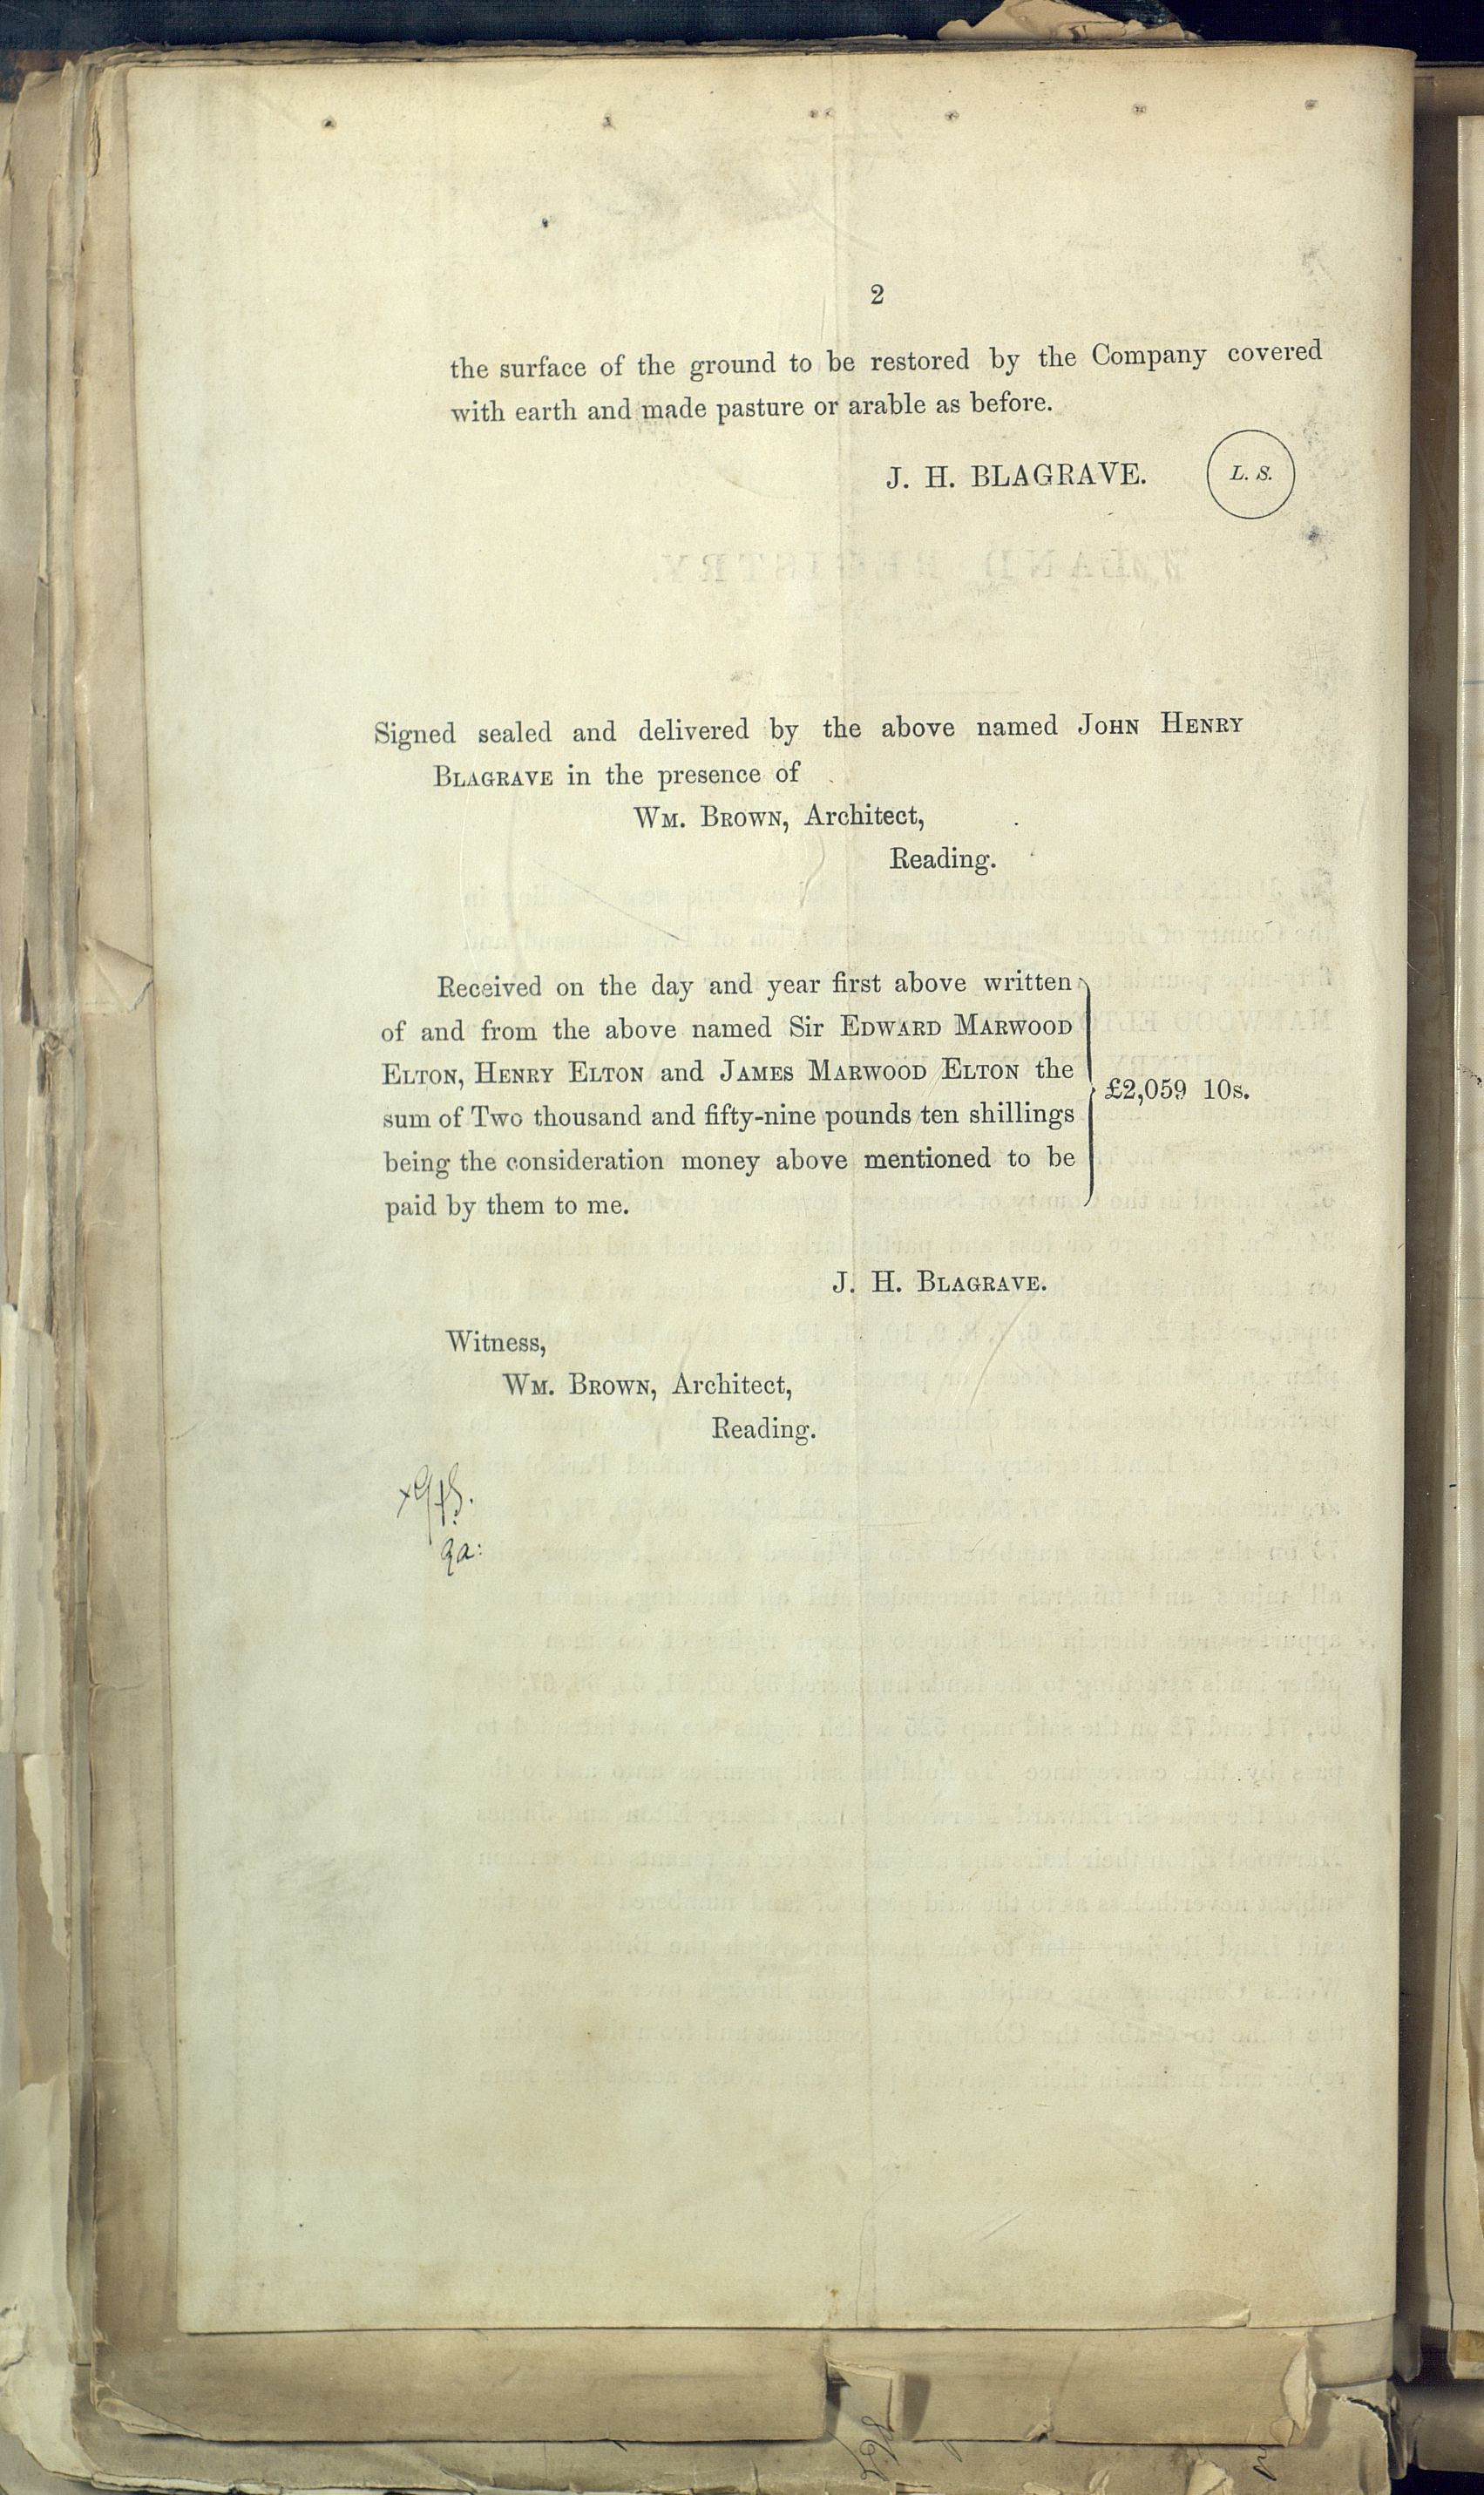 2
the surface of the ground to be restored by the Company covered
with earth and made pasture or arable as before.
J. H. BLAGRAVE.
L. S.
Signed sealed and delivered by the above named JOHN HENRY
BLAGRAVE in the presence of
WM. BROWN, Architect,
Reading.
Received on the day and year first above written
of and from the above named Sir EDWARD MARWOOD
ELTON, HENRY ELTON and JAMES MARWOOD ELTON the
sum of Two thousand and fifty-nine pounds ten shillings
being the consideration money above mentioned to be
paid by them to me.
£2,059 10s.
J. H. BLAGRAVE.
Witness,
WM. BROWN, Architect,
Reading.